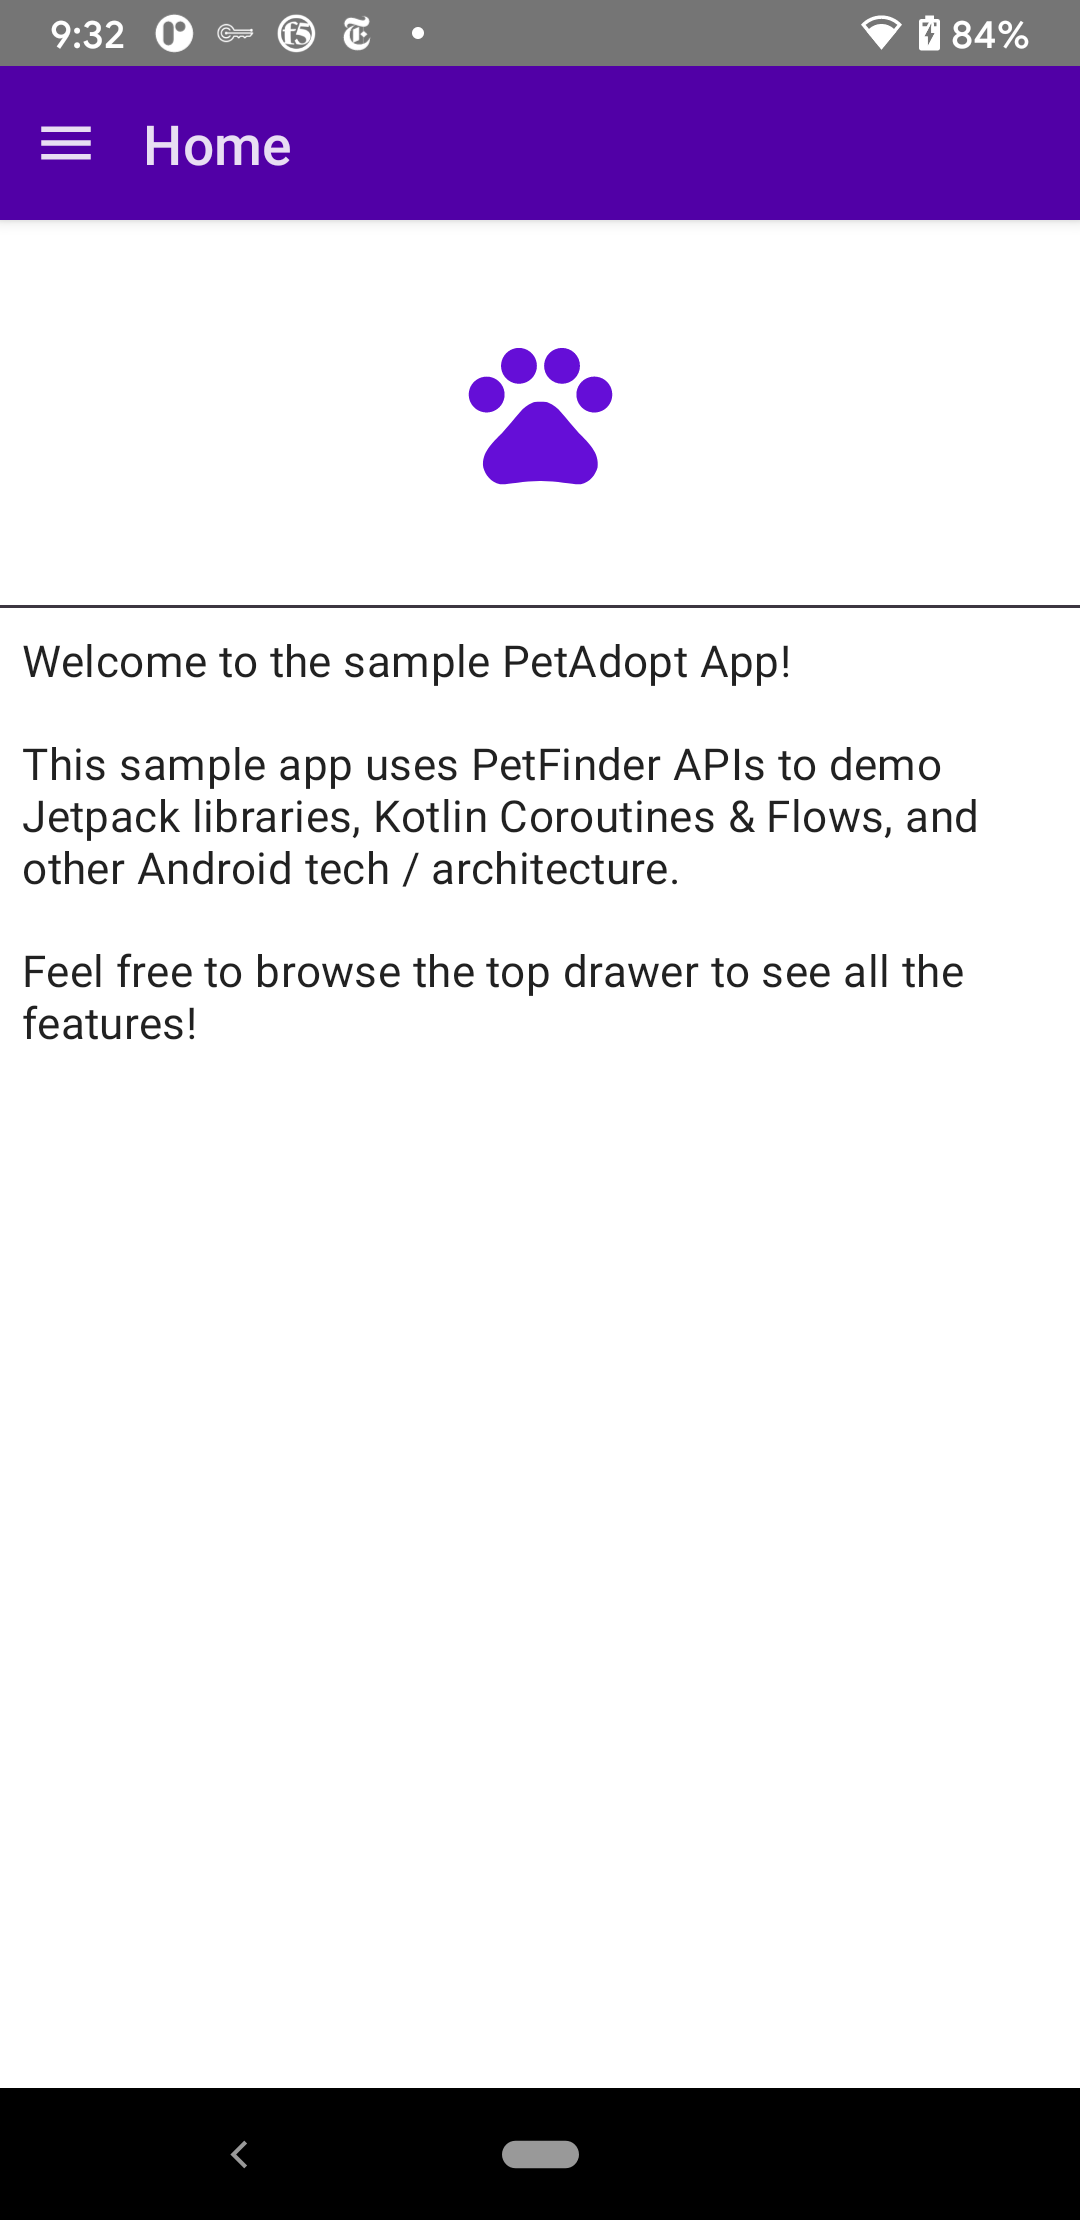 9:32 f5 84%
Home
Welcome to the sample PetAdopt App!
This sample app uses PetFinder APIs to demo
Jetpack libraries, Kotlin Coroutines & Flows, and
other Android tech / architecture.
Feel free to browse the top drawer to see all the
features!